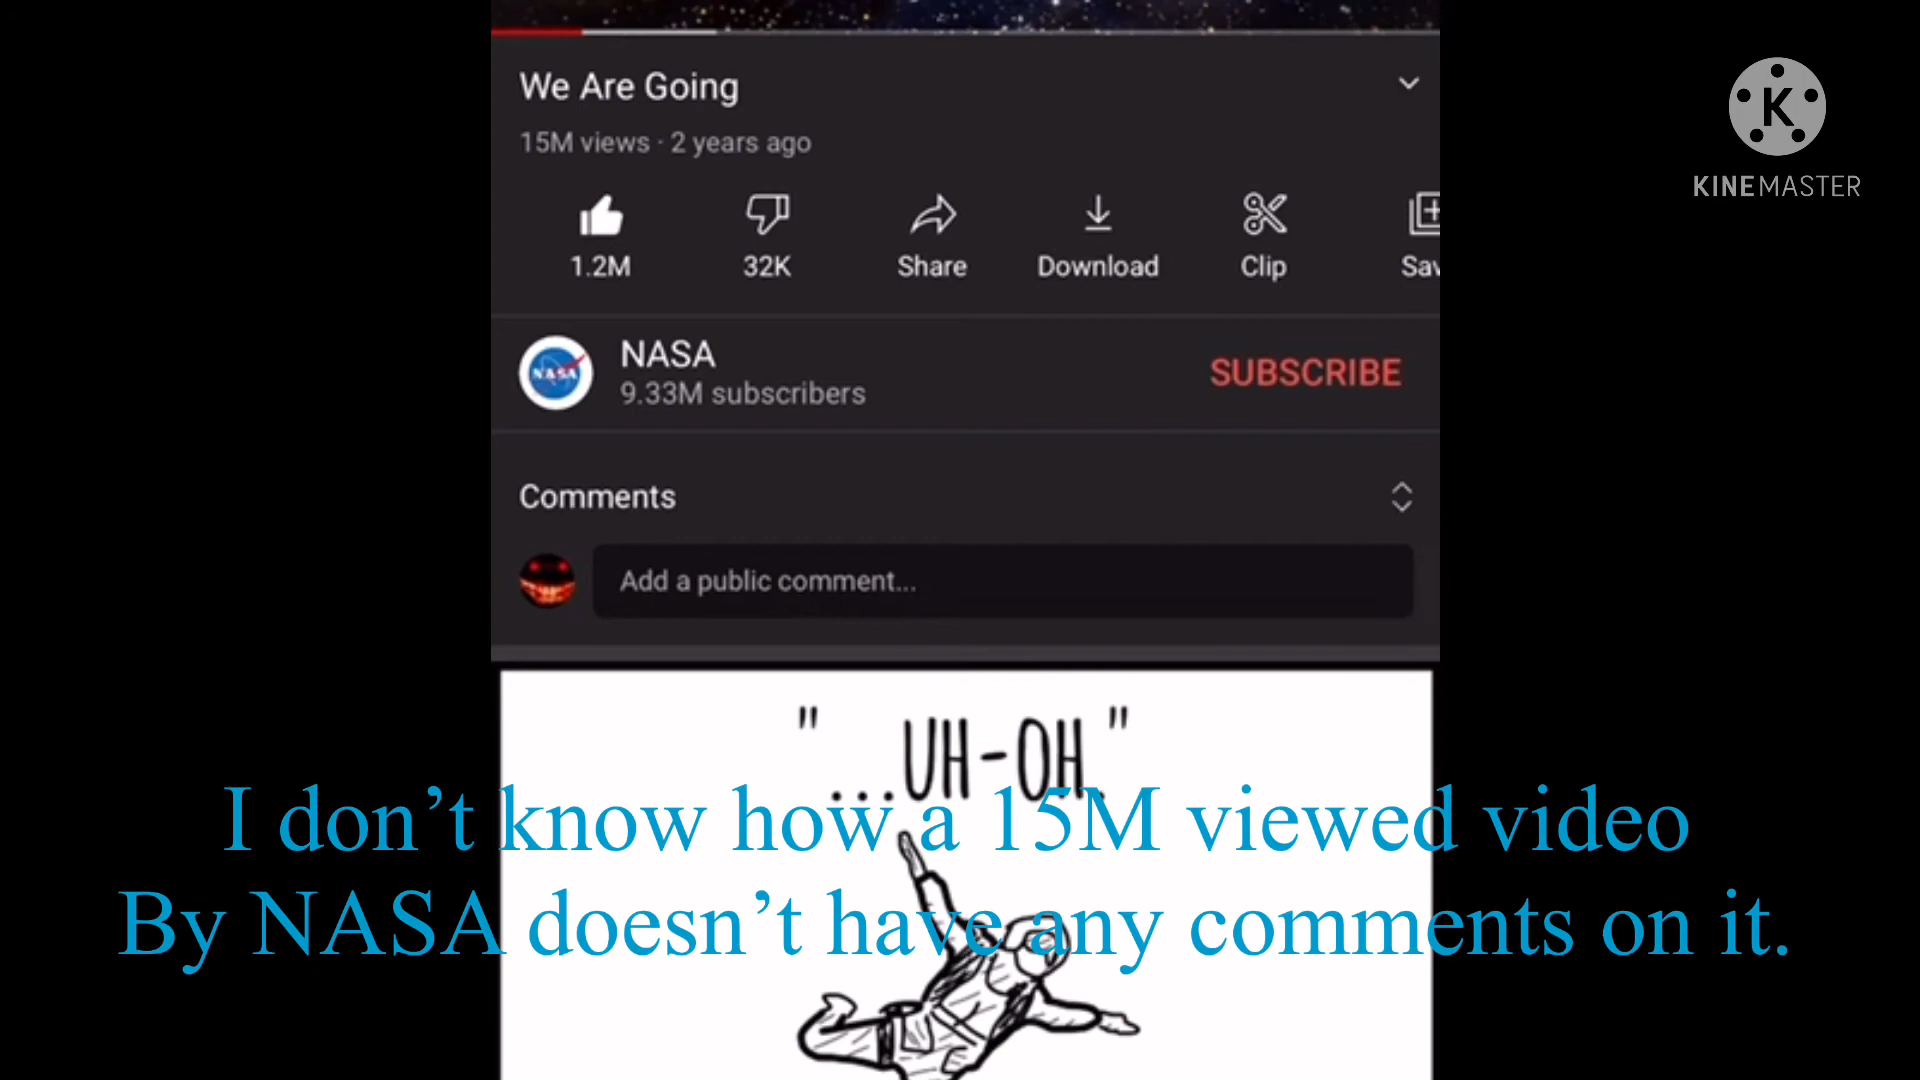 We Are Going
15M views · 2 years ago
K
KINEMASTER
1.2M
32K
Share
Download
Clip
Sav
NASA
NASA
9.33M subscribers
SUBSCRIBE
Comments
Add a public comment...
"...UH-OH."
I don’t know how a 15M viewed video
By NASA doesn’t have any comments on it.